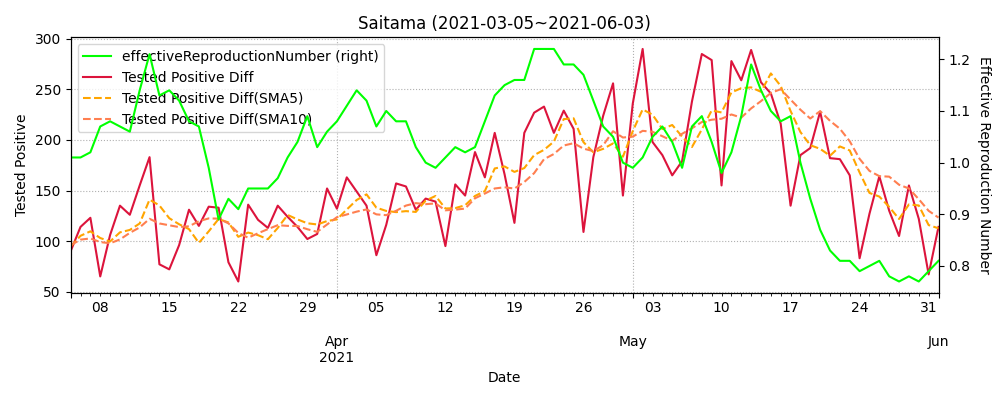 Saitama (2021-03-05~2021-06-03)
effectiveReproductionNumber (right)
Tested Positive Diff
Tested Positive Diff(SMA5)
Tested Positive Diff(SMA10)
Tested Positive
300
250
200
150
100
50
1.2
1.1
1.0
0.9
0.8
Effective Reproduction Number
08 15 22 29 05 12 19 26 03 10 17 24 31
Apr May Jun
2021
Date